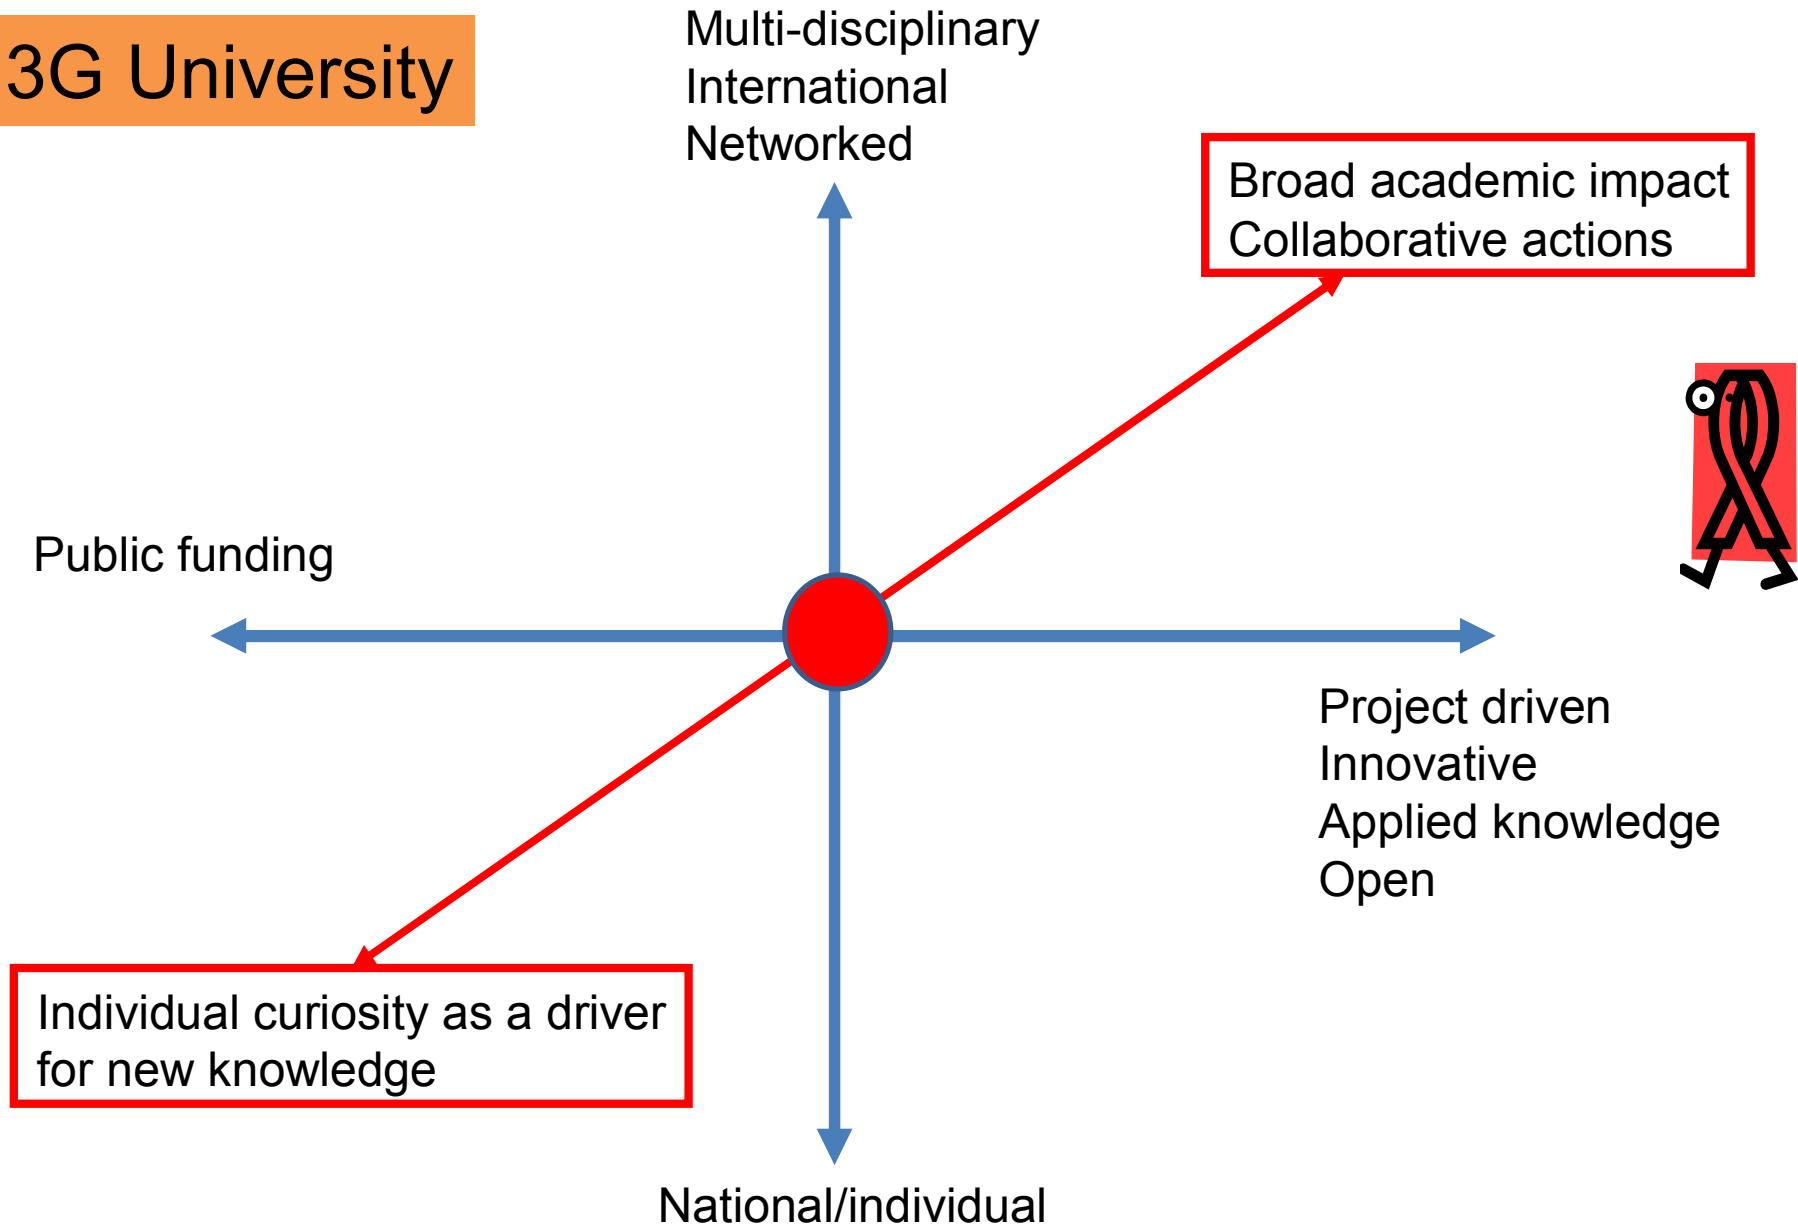 3G University
Multi-disciplinary
International
Networked
Broad academic impact
Collaborative actions
Public funding
Project driven
Innovative
Applied knowledge
Open
Individual curiosity as a driver
for new knowledge
National/individual